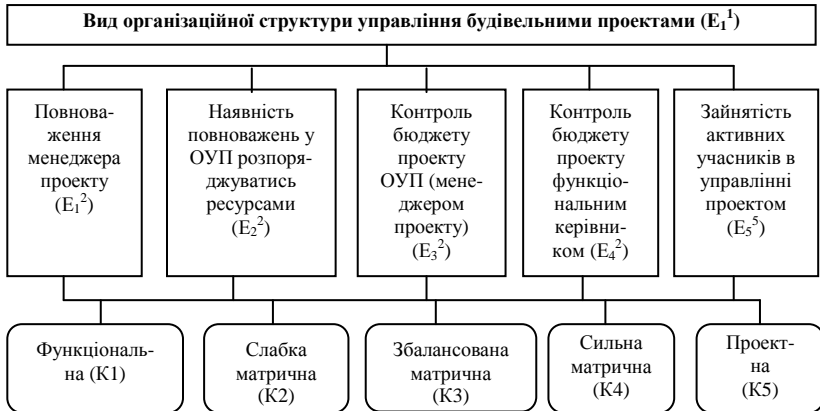 Вид організаційної структури управління будівельними проектами (E₁¹)
Повнова-
ження
менеджера
проекту
(E₁²)
Наявність
повноважень у
ОУП розпоря-
джуватись
ресурсами
(E₂²)
Контроль
бюджету
проекту
ОУП (мене-
джером
проекту)
(E₃²)
Контроль
бюджету
проекту
функціо-
нальним
керівни-
ком (E₄²)
Зайнятість
активних
учасників в
управлінні
проектом
(E₅⁵)
Функціональ-
на (К1)
Слабка
матрична
(К2)
Збалансована
матрична
(К3)
Сильна
матрична
(К4)
Проект-
на
(К5)